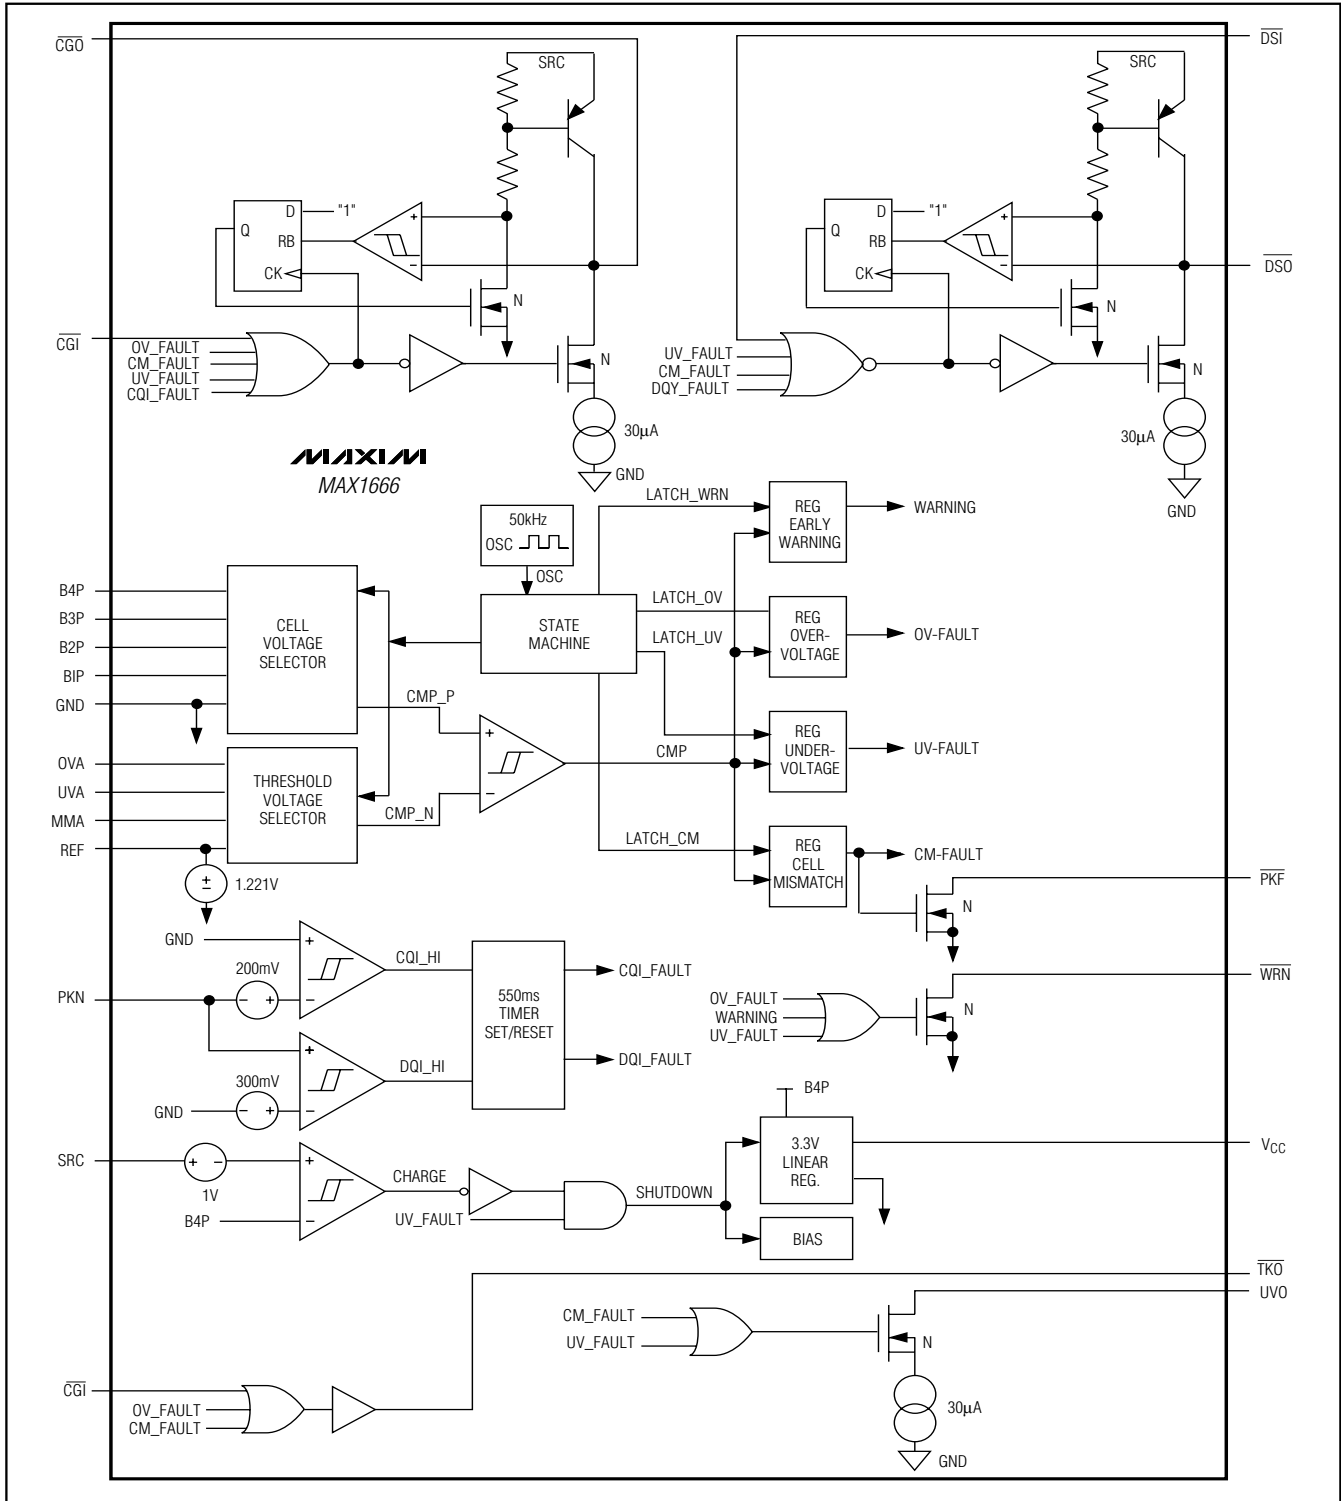 CGO
DSI
SRC
SRC
D
"1"
Q
RB
CK
+
−
N
D
"1"
Q
RB
CK
+
−
N
DSO
CGI
OV_FAULT
CM_FAULT
UV_FAULT
CQI_FAULT
N
30μA
GND
UV_FAULT
CM_FAULT
DQY_FAULT
N
30μA
GND
MAXIM
MAX1666
50kHz
OSC
OSC
LATCH_WRN
REG
EARLY
WARNING
WARNING
B4P
B3P
B2P
BIP
GND
CELL
VOLTAGE
SELECTOR
STATE
MACHINE
LATCH_OV
LATCH_UV
REG
OVER-
VOLTAGE
OV-FAULT
CMP_P
+
−
CMP
REG
UNDER-
VOLTAGE
UV-FAULT
OVA
UVA
MMA
REF
THRESHOLD
VOLTAGE
SELECTOR
CMP_N
LATCH_CM
REG
CELL
MISMATCH
CM-FAULT
+
−
1.221V
N
PKF
GND
+
CQI_HI
200mV
PKN
− +
−
550ms
TIMER
SET/RESET
CQI_FAULT
DQI_FAULT
+
DQI_HI
300mV
GND
− +
−
OV_FAULT
WARNING
UV_FAULT
N
WRN
B4P
SRC
+ −
1V
+
B4P
−
CHARGE
UV_FAULT
SHUTDOWN
3.3V
LINEAR
REG.
VCC
BIAS
TKO
UVO
CM_FAULT
UV_FAULT
N
30μA
GND
CGI
OV_FAULT
CM_FAULT